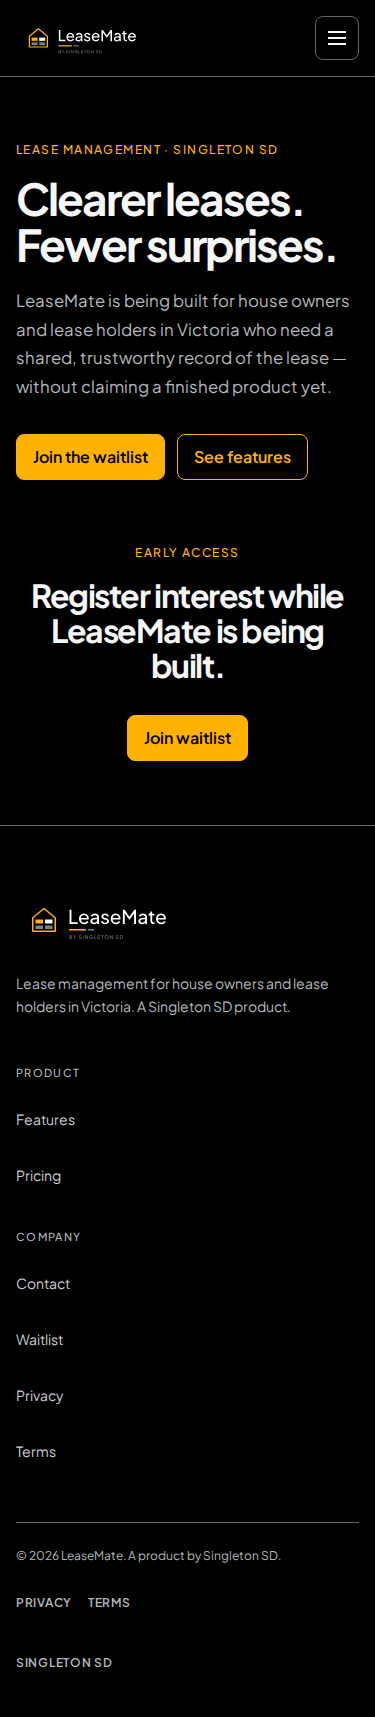 LeaseMate
BY SINGLETON SD
LEASE MANAGEMENT · SINGLETON SD
Clearer leases.
Fewer surprises.
LeaseMate is being built for house owners
and lease holders in Victoria who need a
shared, trustworthy record of the lease —
without claiming a finished product yet.
Join the waitlist
See features
EARLY ACCESS
Register interest while
LeaseMate is being
built.
Join waitlist
LeaseMate
BY SINGLETON SD
Lease management for house owners and lease
holders in Victoria. A Singleton SD product.
PRODUCT
Features
Pricing
COMPANY
Contact
Waitlist
Privacy
Terms
© 2026 LeaseMate. A product by Singleton SD.
PRIVACY TERMS
SINGLETON SD